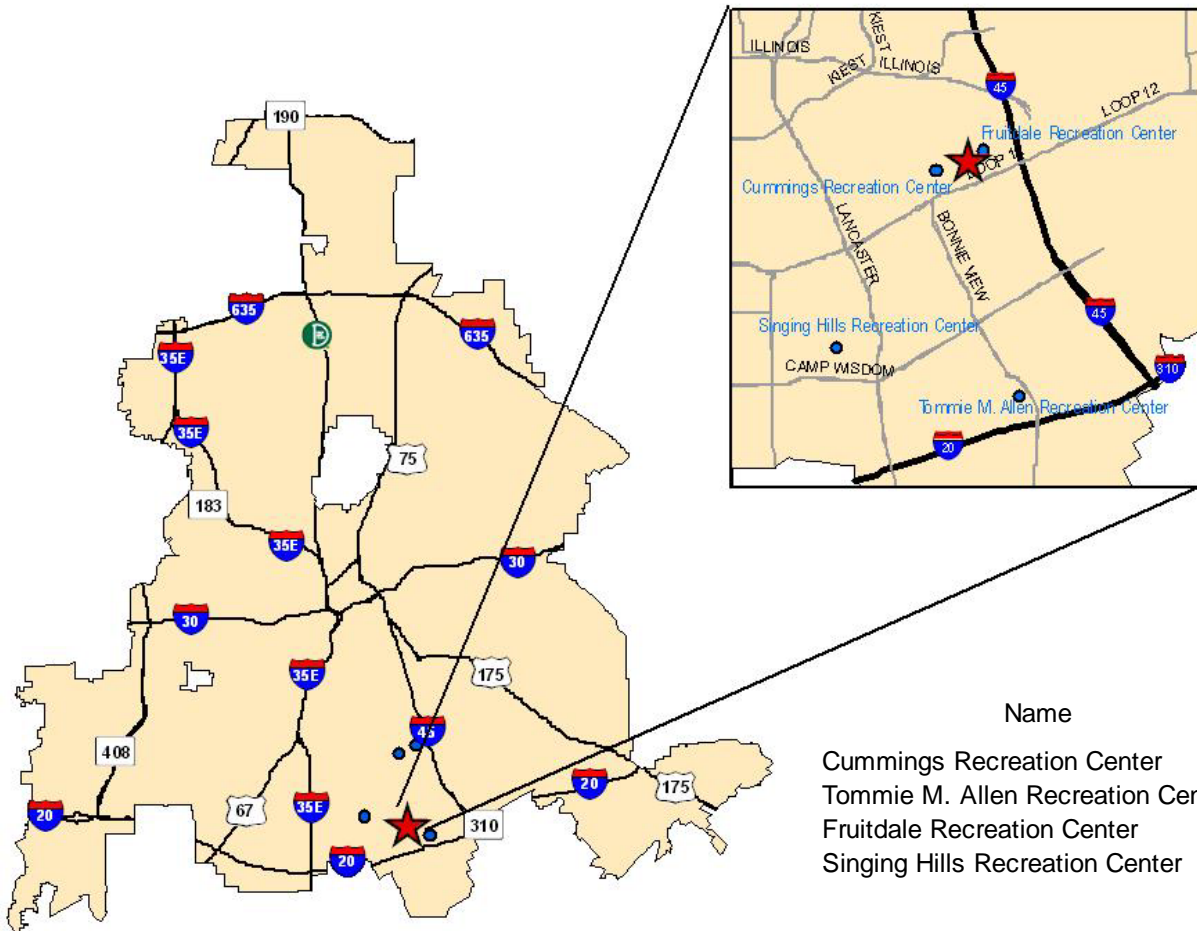 190
635
635
35E
35E
75
183
35E
30
30
35E
175
45
408
20
175
67
35E
310
20
20
ILLINOIS
KIEST
KIEST
ILLINOIS
45
LOOP 12
Fruitdale Recreation Center
LOOP 1
Cummings Recreation Center
LANCASTER
BONNIE VIEW
45
Singing Hills Recreation Center
CAMP WISDOM
310
Tommie M. Allen Recreation Center
20
Name
Cummings Recreation Center
Tommie M. Allen Recreation Cen
Fruitdale Recreation Center
Singing Hills Recreation Center